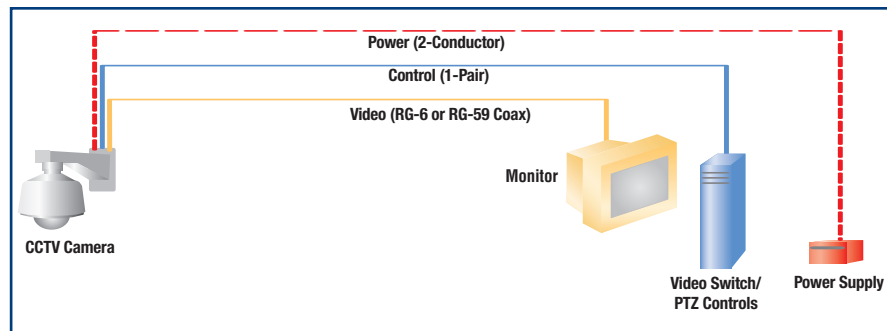 Power (2-Conductor)
Control (1-Pair)
Video (RG-6 or RG-59 Coax)
Monitor
CCTV Camera
Video Switch/
PTZ Controls
Power Supply